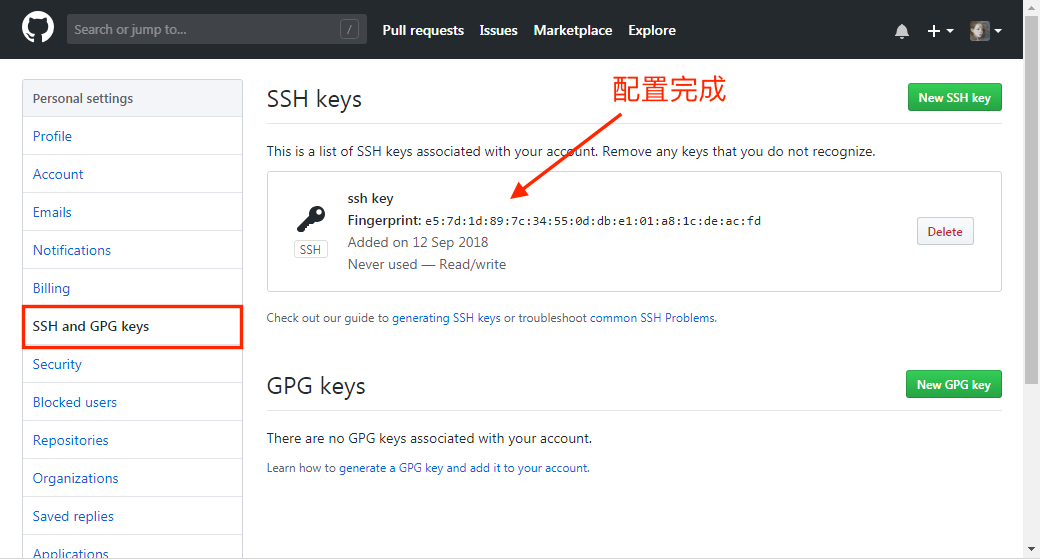 Search or jump to...
/
Pull requests
Issues
Marketplace
Explore
Personal settings
Profile
Account
Emails
Notifications
Billing
SSH and GPG keys
Security
Blocked users
Repositories
Organizations
Saved replies
Applications
SSH keys
配置完成
New SSH key
This is a list of SSH keys associated with your account. Remove any keys that you do not recognize.
ssh key
Fingerprint: e5:7d:1d:89:7c:34:55:0d:db:e1:01:a8:1c:de:ac:fd
SSH
Added on 12 Sep 2018
Never used — Read/write
Delete
Check out our guide to generating SSH keys or troubleshoot common SSH Problems.
GPG keys
New GPG key
There are no GPG keys associated with your account.
Learn how to generate a GPG key and add it to your account.